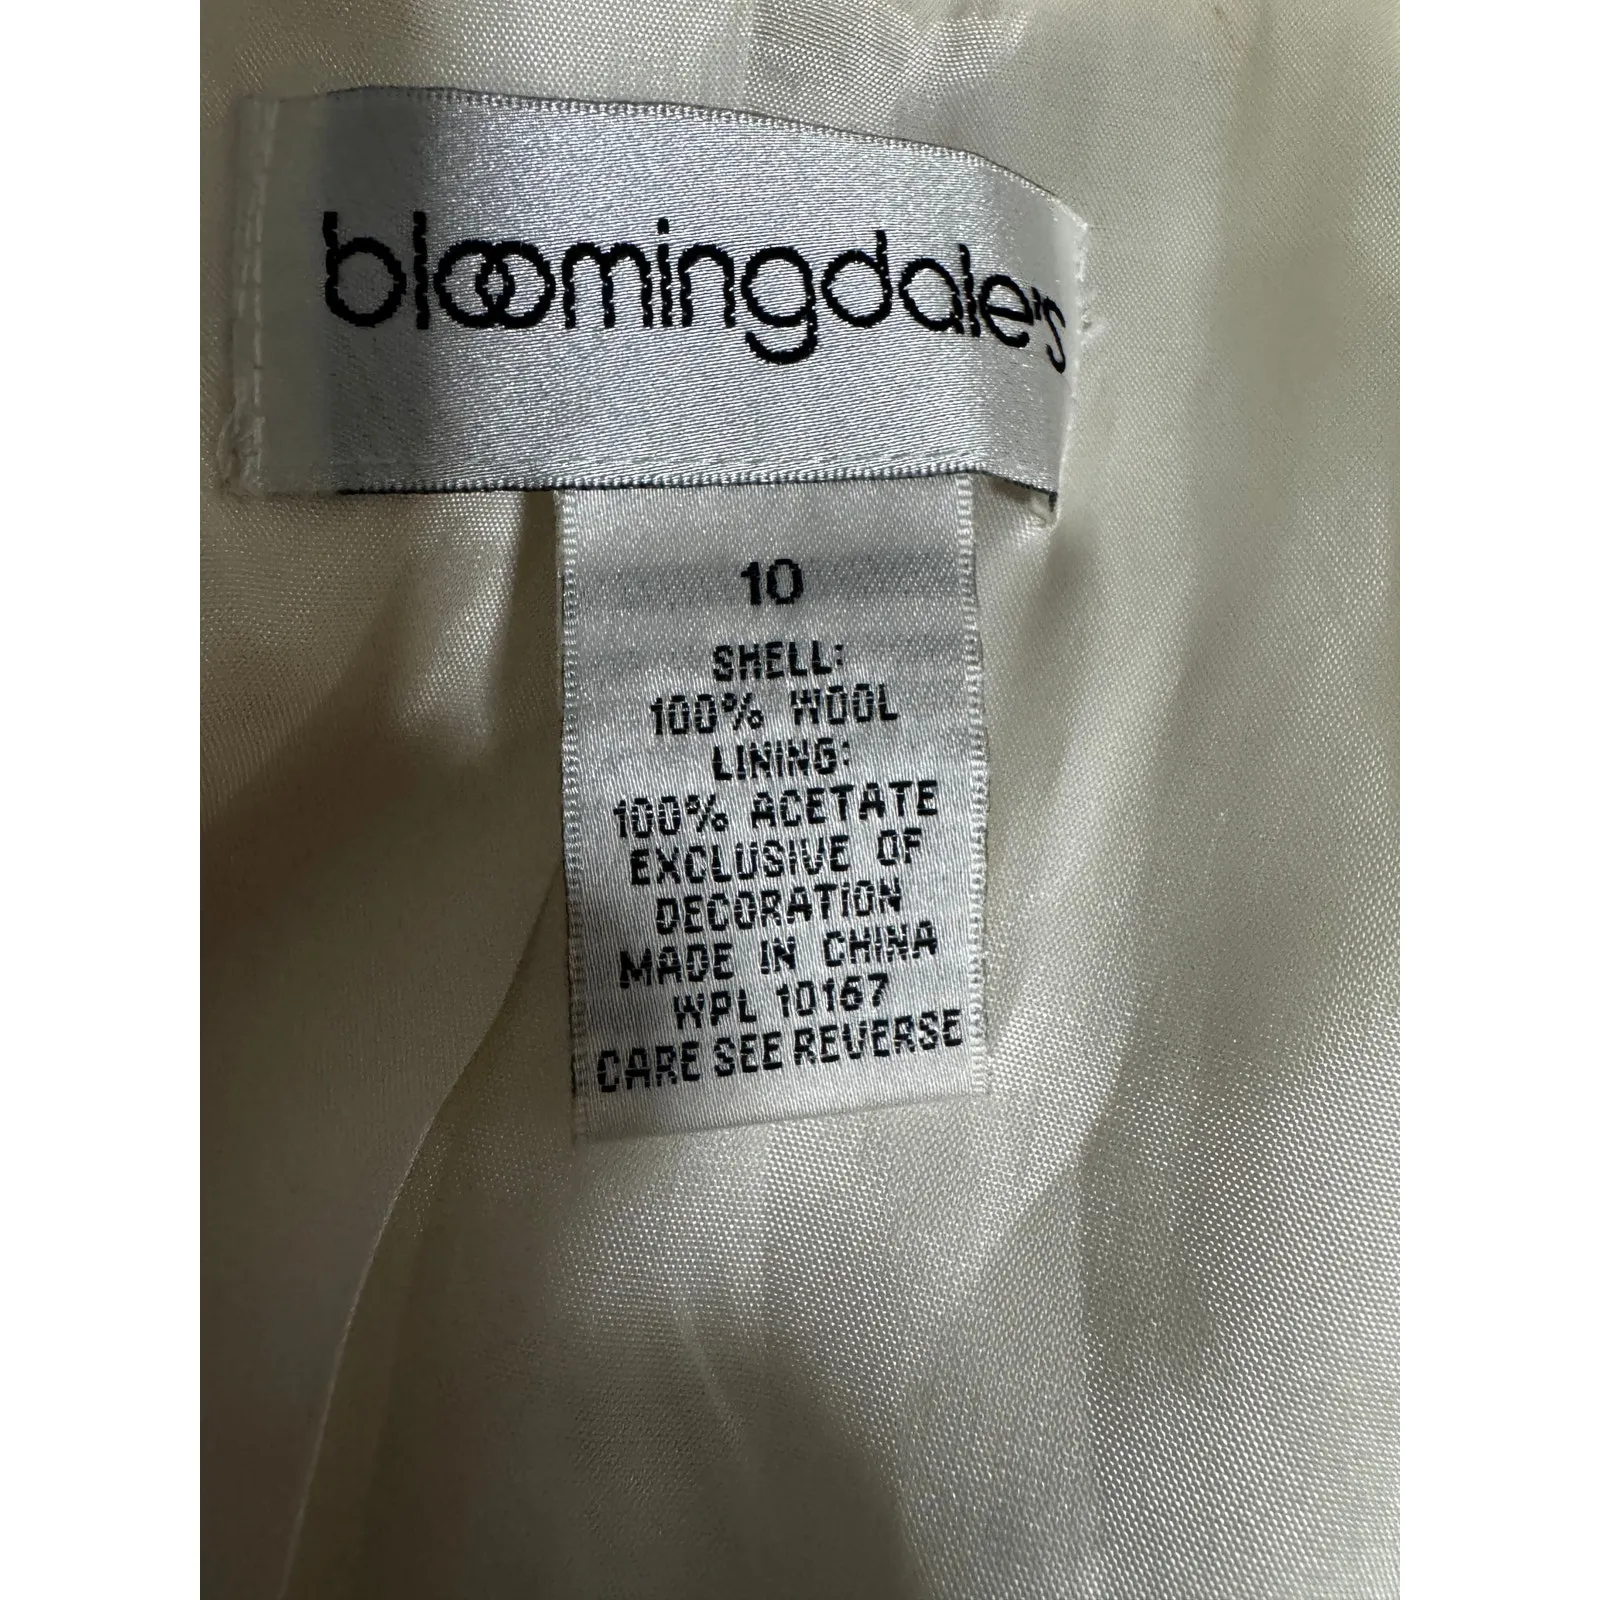 bloomingdale's
10
SHELL:
100% WOOL
LINING:
100% ACETATE
EXCLUSIVE OF
DECORATION
MADE IN CHINA
WPL 10167
CARE SEE REVERSE